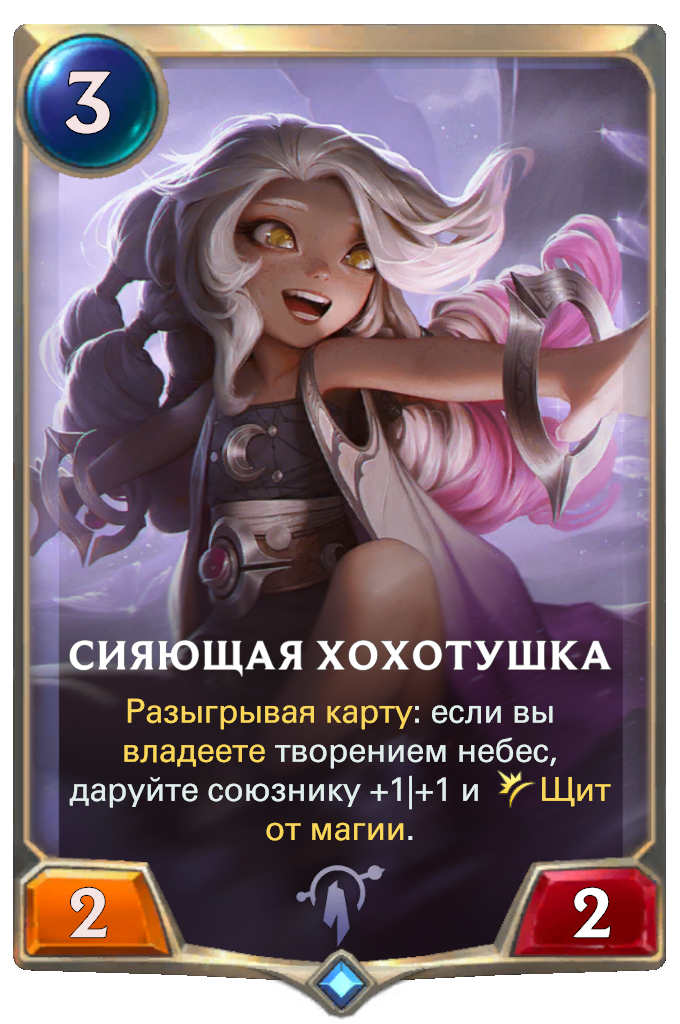 3
СИЯЮЩАЯ ХОХОТУШКА
Разыгрывая карту: если вы
владеете творением небес,
даруйте союзнику +1|+1 и Щит
от магии.
2
2